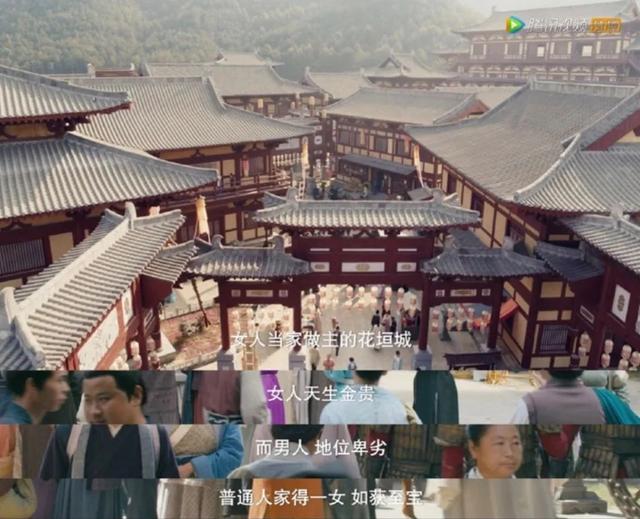 腾讯视频
女人当家做主的花垣城
女人天生金贵
而男人 地位卑劣
普通人家得一女 如获至宝